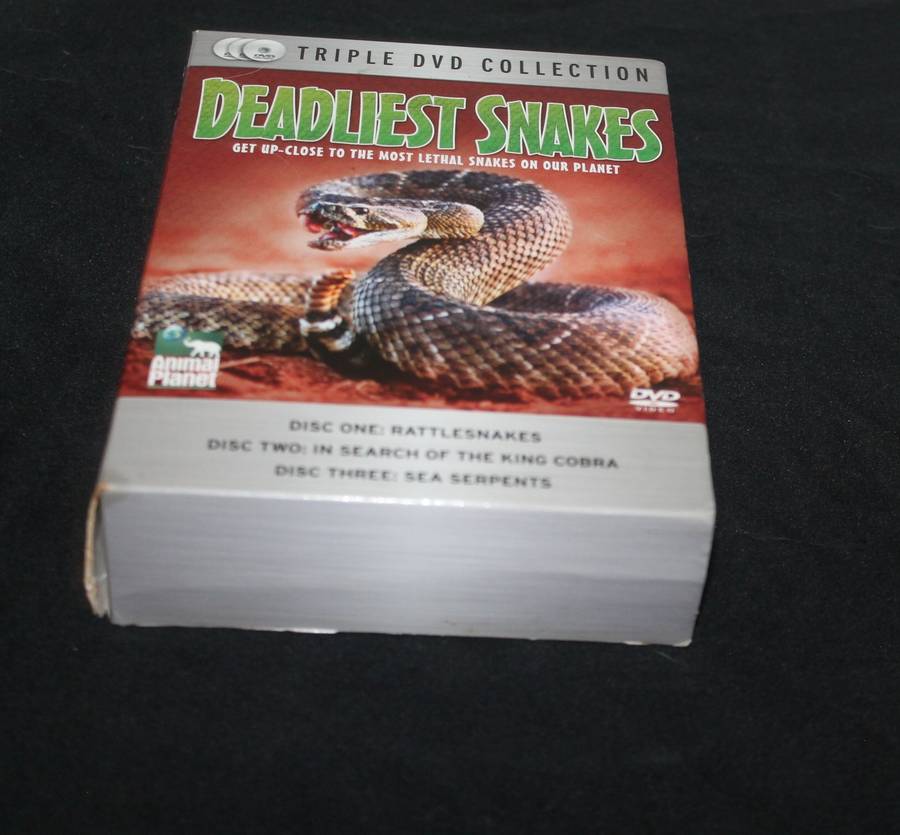 TRIPLE DVD COLLECTION
DEADLIEST SNAKES
GET UP-CLOSE TO THE MOST LETHAL SNAKES ON OUR PLANET
Animal
Planet
DVD
VIDEO
DISC ONE: RATTLESNAKES
DISC TWO: IN SEARCH OF THE KING COBRA
DISC THREE: SEA SERPENTS